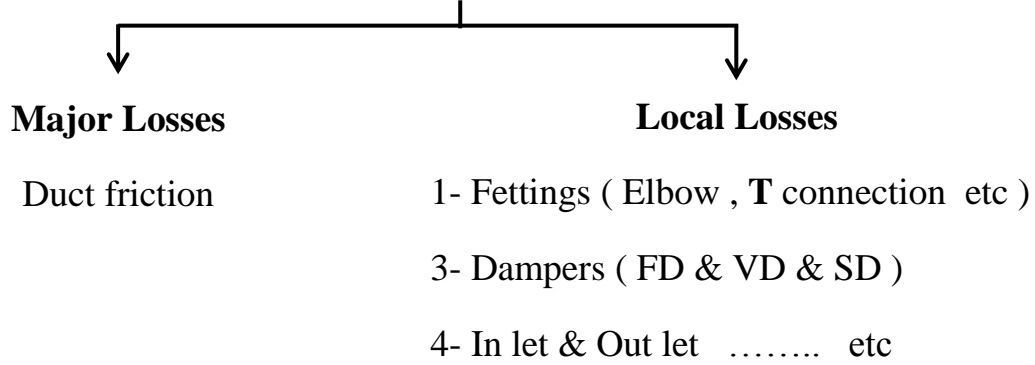 Major Losses
Local Losses
Duct friction
1- Fettings ( Elbow , T connection etc )
3- Dampers ( FD & VD & SD )
4- In let & Out let …….. etc